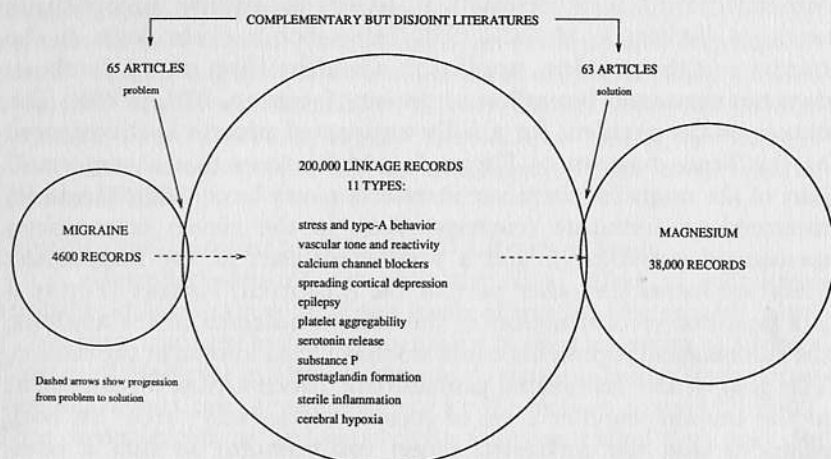 COMPLEMENTARY BUT DISJOINT LITERATURES
65 ARTICLES
problem
63 ARTICLES
solution
200,000 LINKAGE RECORDS
11 TYPES:
stress and type-A behavior
vascular tone and reactivity
calcium channel blockers
spreading cortical depression
epilepsy
platelet aggregability
serotonin release
substance P
prostaglandin formation
sterile inflammation
cerebral hypoxia
MIGRAINE
4600 RECORDS
MAGNESIUM
38,000 RECORDS
Dashed arrows show progression
from problem to solution